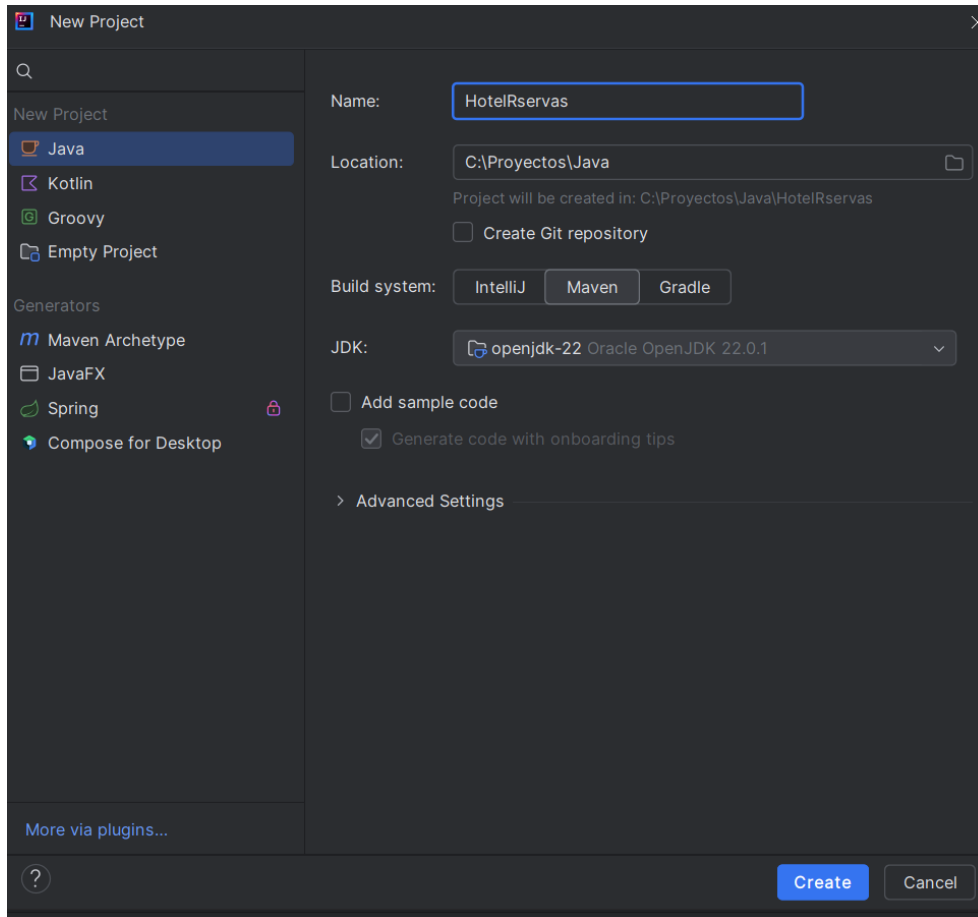 New Project
New Project
Java
Kotlin
Groovy
Empty Project
Generators
Maven Archetype
JavaFX
Spring
Compose for Desktop
More via plugins...
Name: HotelRservas
Location: C:\Proyectos\Java
Project will be created in: C:\Proyectos\Java\HotelRservas
Create Git repository
Build system: IntelliJ Maven Gradle
JDK: openjdk-22 Oracle OpenJDK 22.0.1
Add sample code
Generate code with onboarding tips
Advanced Settings
? Create Cancel